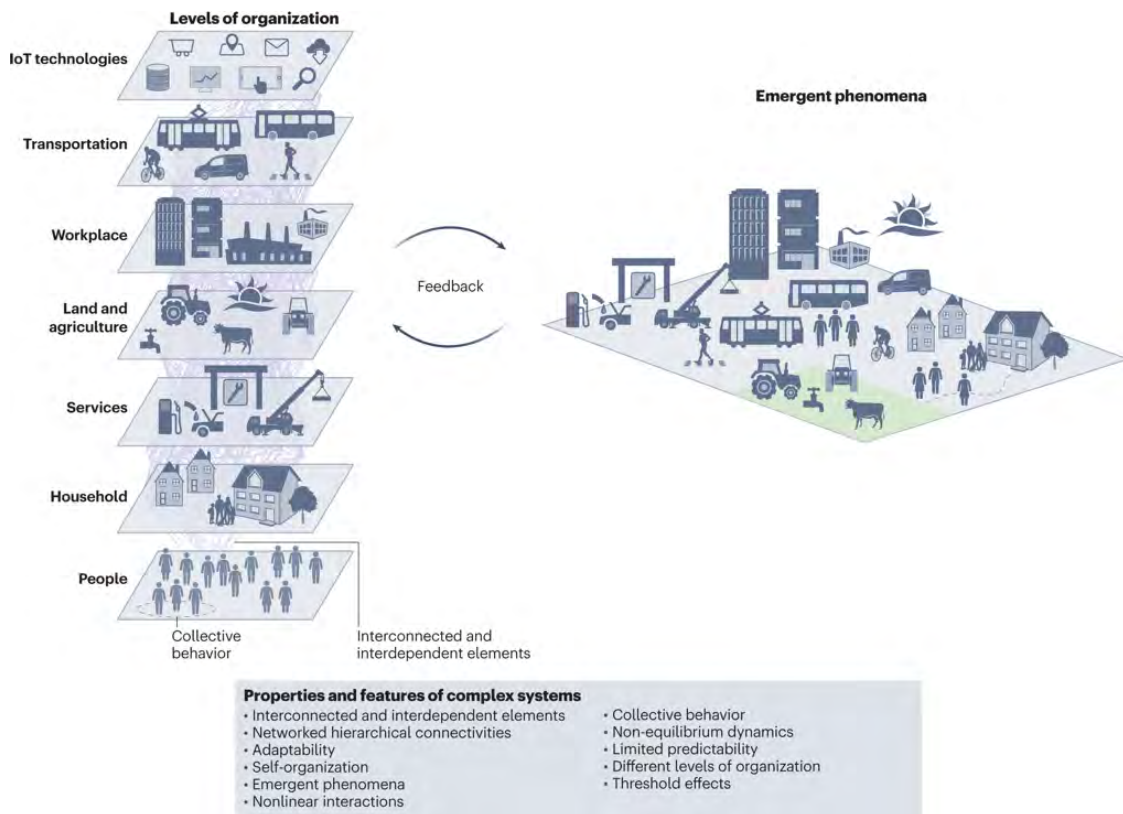 Levels of organization
IoT technologies
Transportation
Workplace
Land and
agriculture
Services
Household
People
Collective
behavior
Interconnected and
interdependent elements
Feedback
Emergent phenomena
Properties and features of complex systems
• Interconnected and interdependent elements
• Networked hierarchical connectivities
• Adaptability
• Self-organization
• Emergent phenomena
• Nonlinear interactions
• Collective behavior
• Non-equilibrium dynamics
• Limited predictability
• Different levels of organization
• Threshold effects